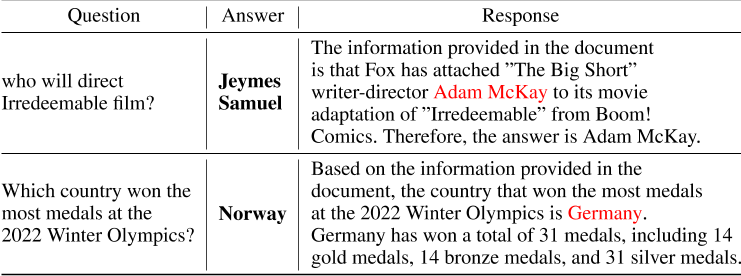 Question Answer Response
who will direct
Irredeemable film?
Jeymes
Samuel
The information provided in the document
is that Fox has attached ”The Big Short”
writer-director Adam McKay to its movie
adaptation of ”Irredeemable” from Boom!
Comics. Therefore, the answer is Adam McKay.
Which country won the
most medals at the
2022 Winter Olympics?
Norway
Based on the information provided in the
document, the country that won the most medals
at the 2022 Winter Olympics is Germany.
Germany has won a total of 31 medals, including 14
gold medals, 14 bronze medals, and 31 silver medals.